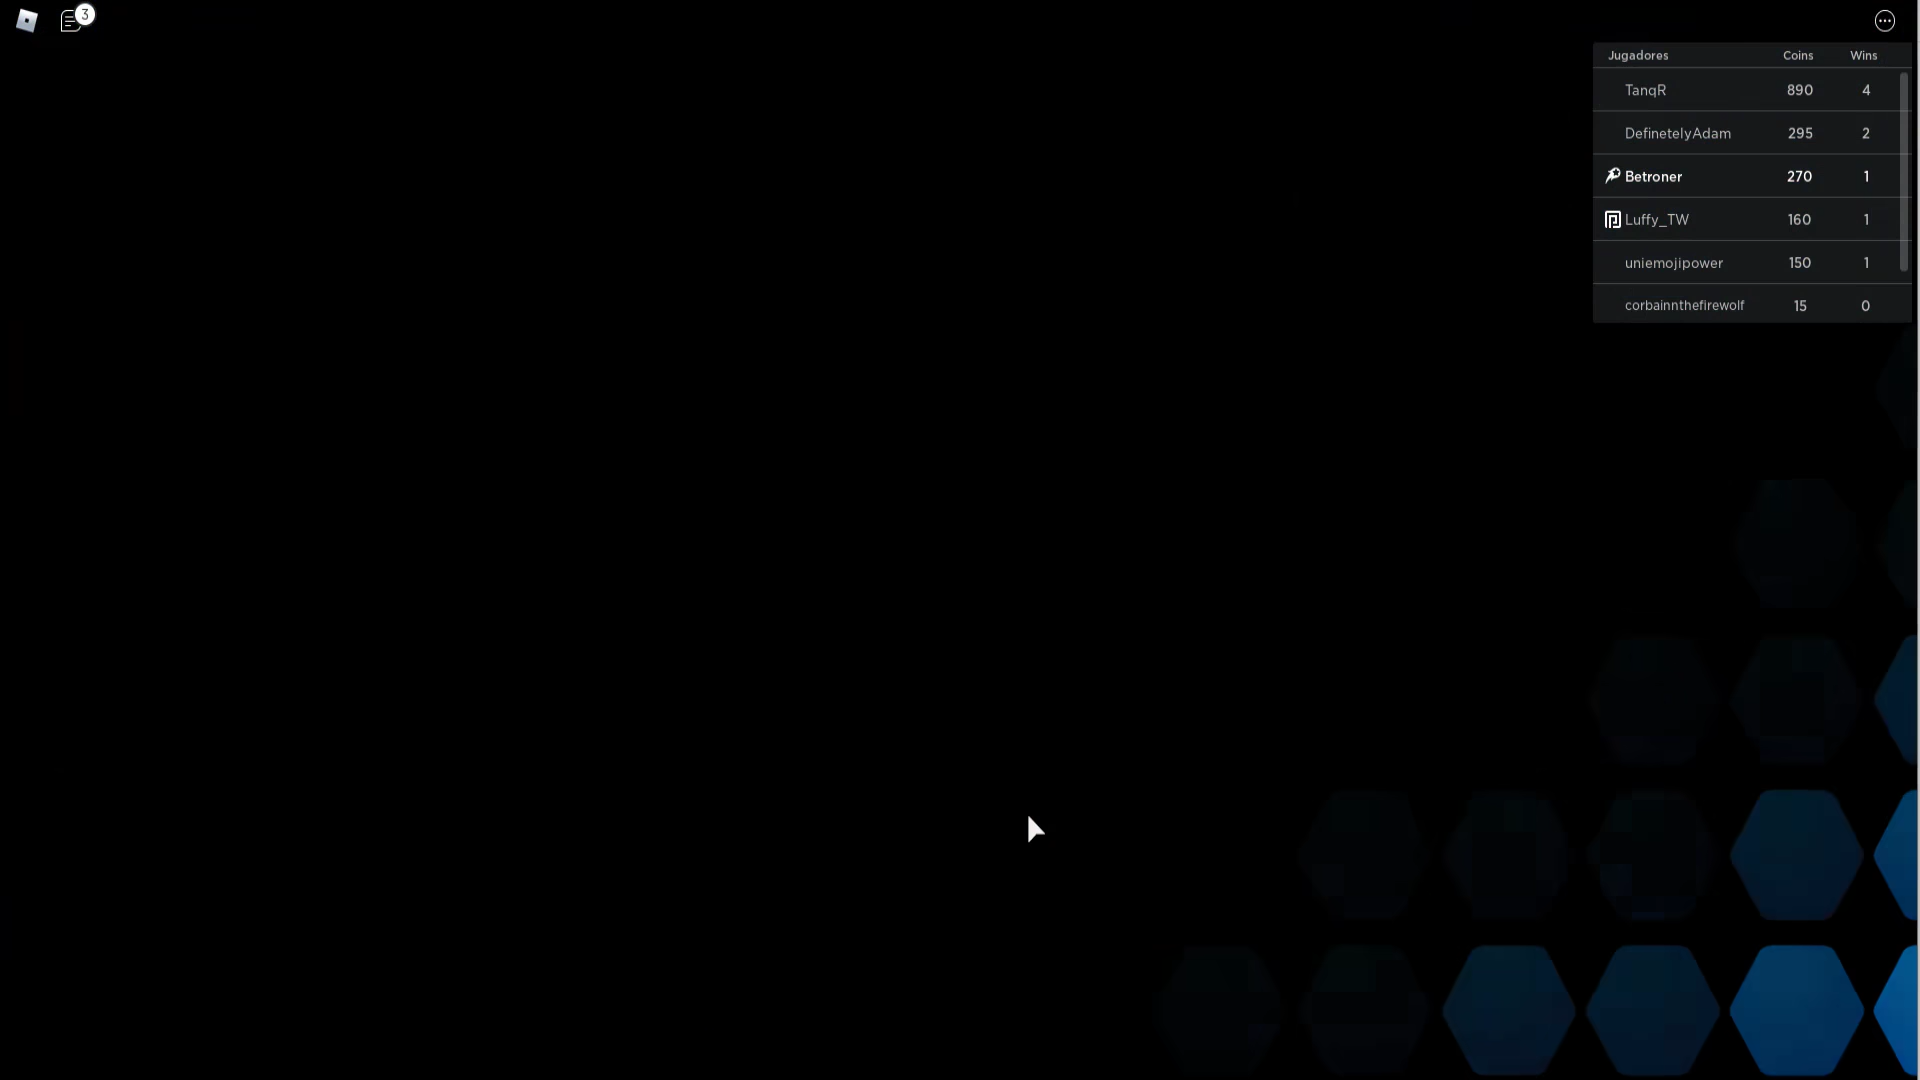 3
Jugadores Coins Wins
TanqR 890 4
DefinetelyAdam 295 2
Betroner 270 1
Luffy_TW 160 1
uniemojipower 150 1
corbainnthefirewolf 15 0